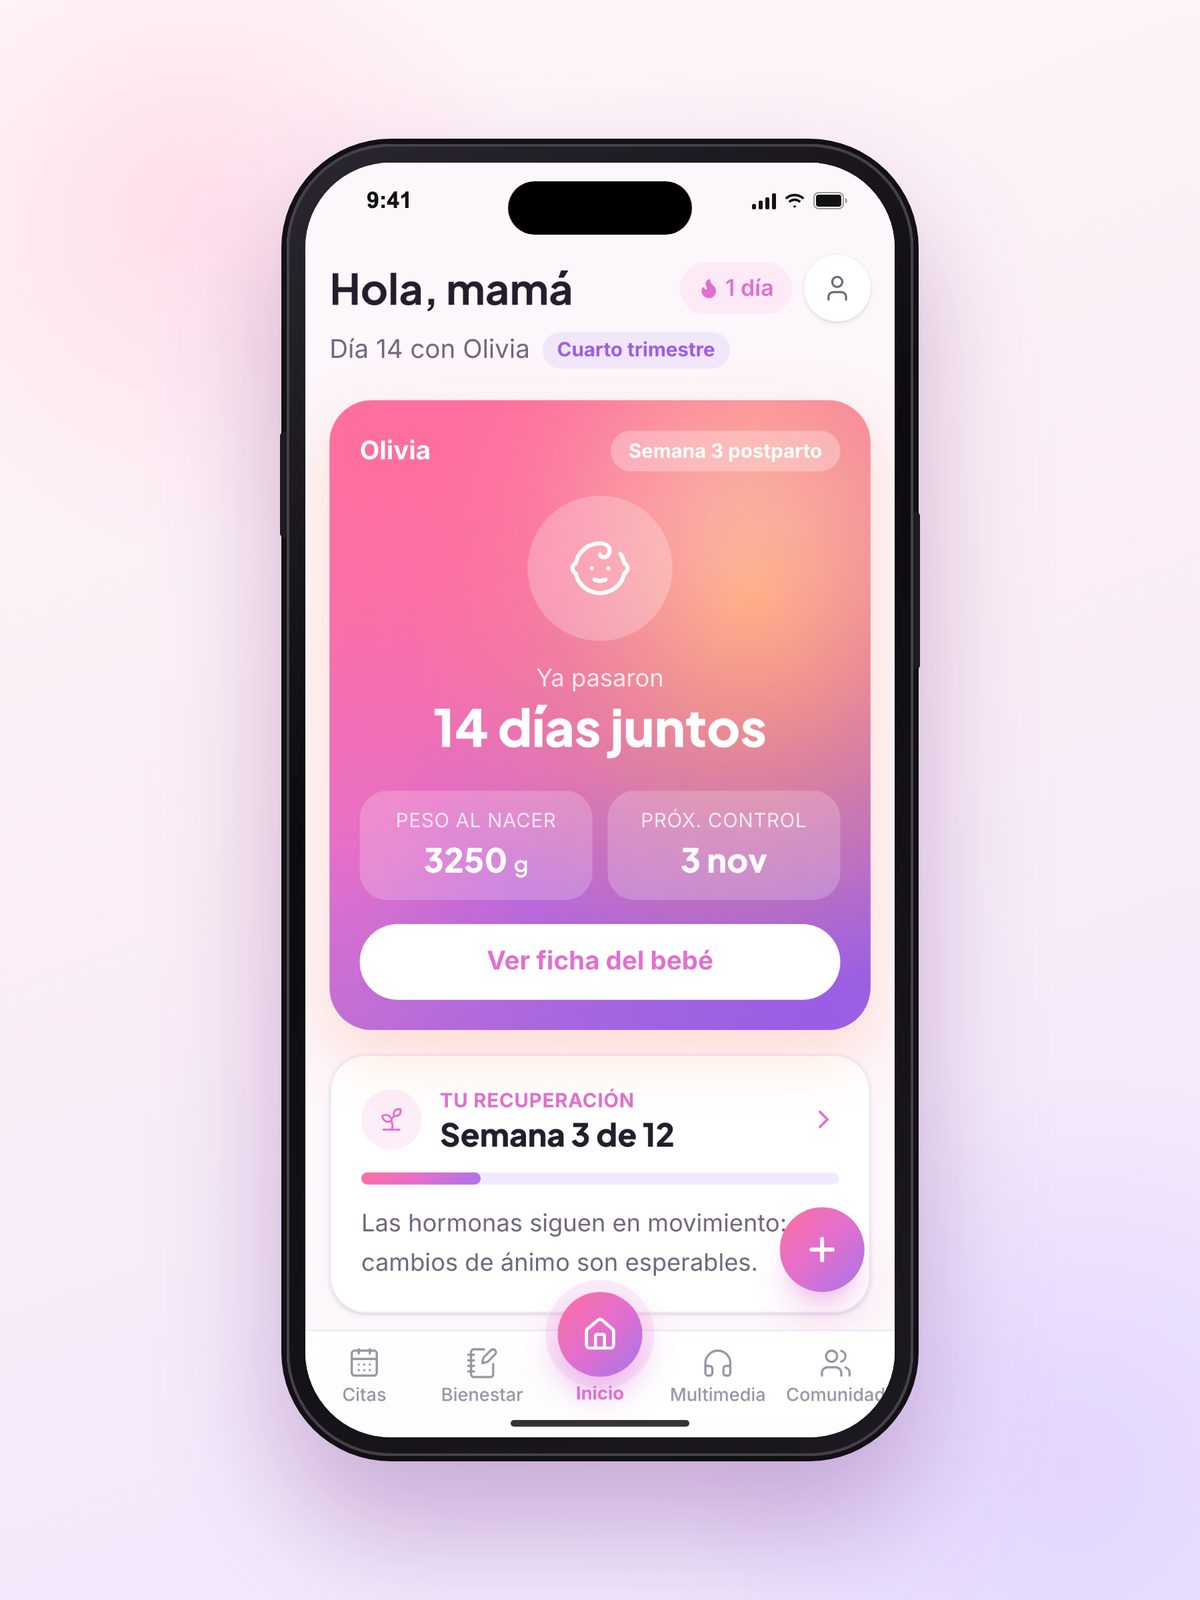 9:41
Hola, mamá
1 día
Día 14 con Olivia
Cuarto trimestre
Olivia
Semana 3 postparto
Ya pasaron
14 días juntos
PESO AL NACER
3250 g
PRÓX. CONTROL
3 nov
Ver ficha del bebé
TU RECUPERACIÓN
Semana 3 de 12
Las hormonas siguen en movimiento:
cambios de ánimo son esperables.
Citas
Bienestar
Inicio
Multimedia
Comunidad